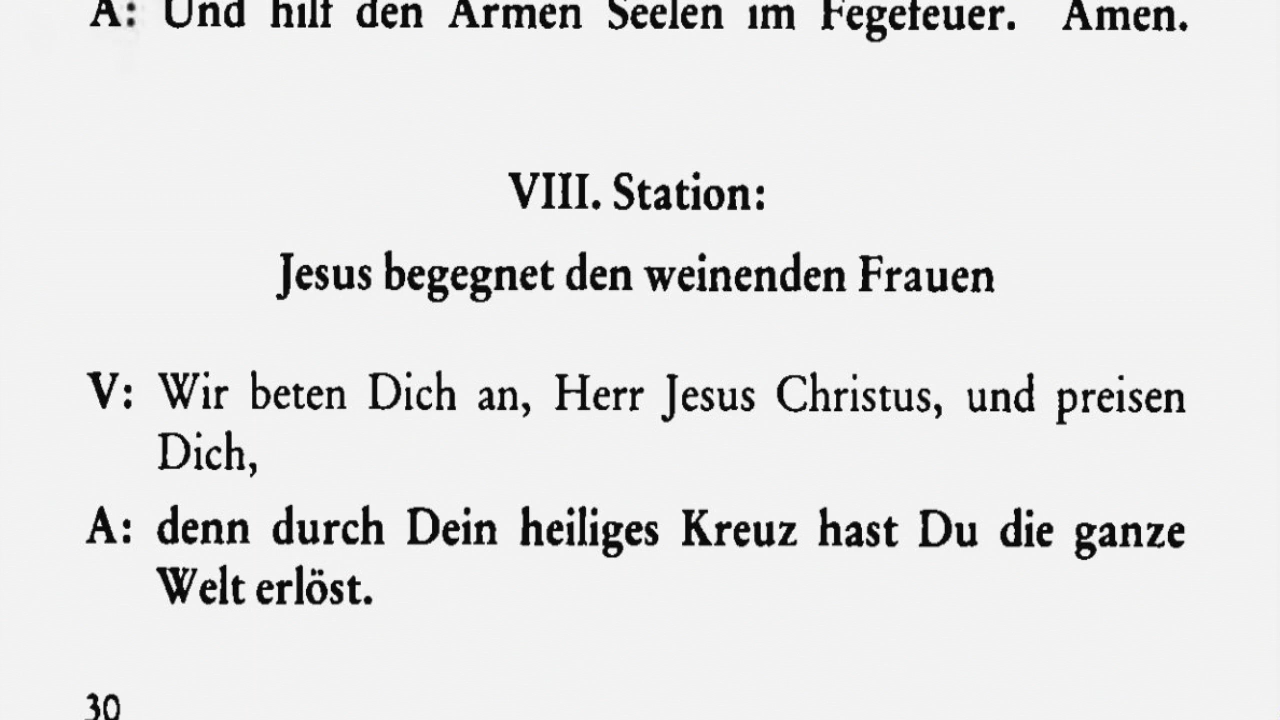 A: Und hilf den Armen Seelen im Fegefeuer. Amen.
VIII. Station:
Jesus begegnet den weinenden Frauen
V: Wir beten Dich an, Herr Jesus Christus, und preisen
Dich,
A: denn durch Dein heiliges Kreuz hast Du die ganze
Welt erlöst.
30